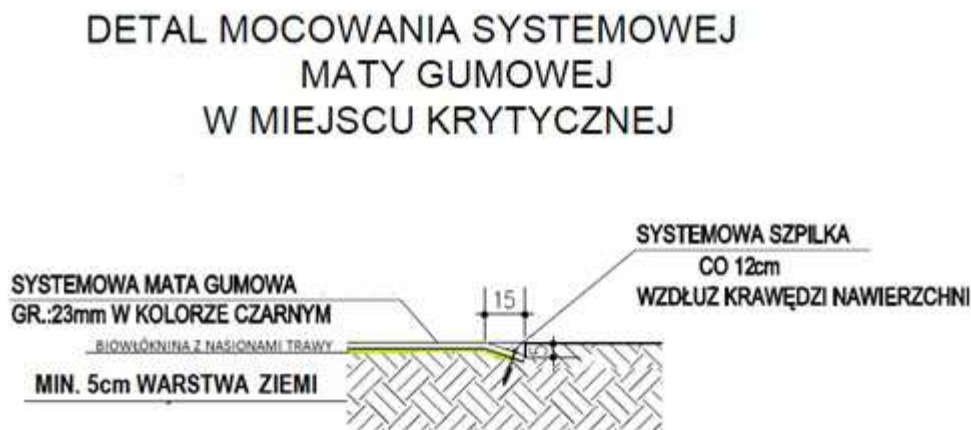 DETAL MOCOWANIA SYSTEMOWEJ
MATY GUMOWEJ
W MIEJSCU KRYTYCZNEJ
SYSTEMOWA SZPILKA
CO 12cm
WZDŁUZ KRAWĘDZI NAWIERZCHNI
SYSTEMOWA MATA GUMOWA
GR.:23mm W KOLORZE CZARNYM
15
BIOWŁÓKNINA Z NASIONAMI TRAWY
5
MIN. 5cm WARSTWA ZIEMI